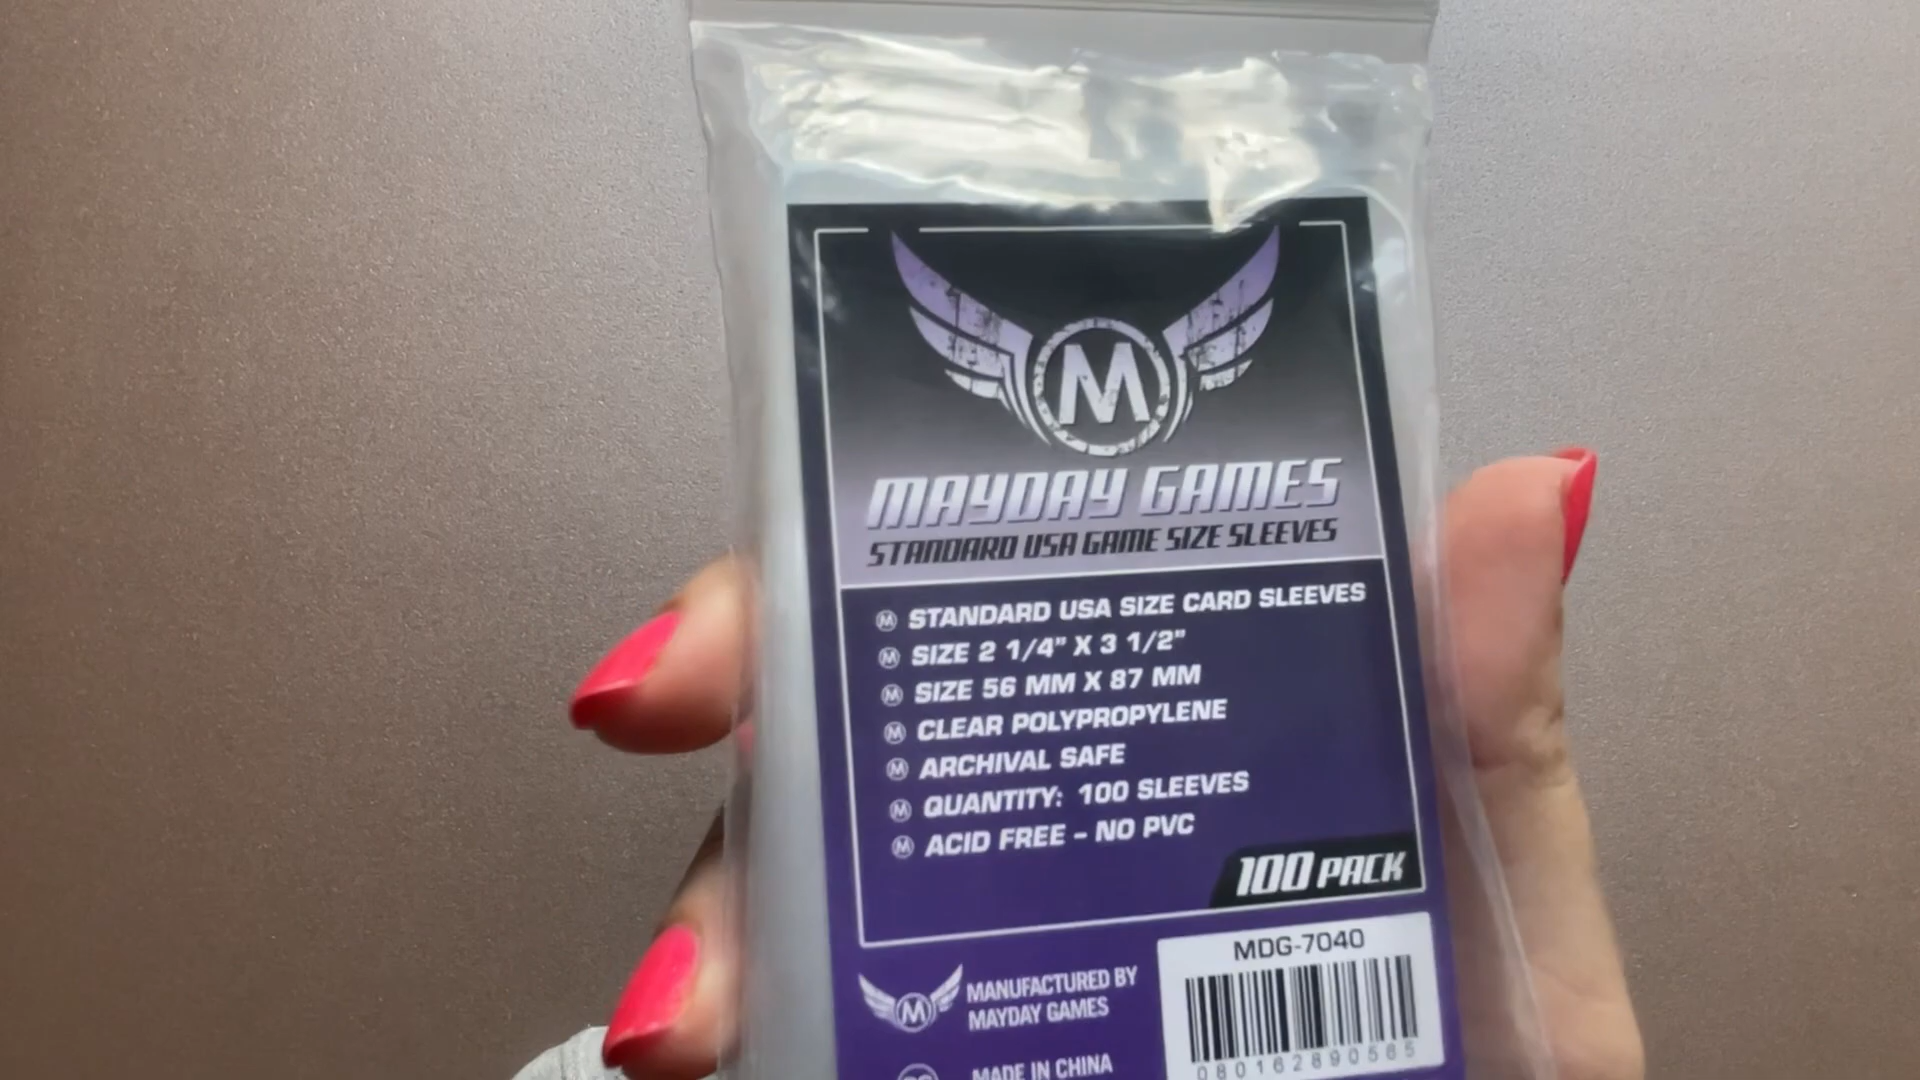 M
MAYDAY GAMES
STANDARD USA GAME SIZE SLEEVES
STANDARD USA SIZE CARD SLEEVES
SIZE 2 1/4" X 3 1/2"
SIZE 56 MM X 87 MM
CLEAR POLYPROPYLENE
ARCHIVAL SAFE
QUANTITY: 100 SLEEVES
ACID FREE – NO PVC
100 PACK
MDG-7040
M
MANUFACTURED BY
MAYDAY GAMES
080162890585
MADE IN CHINA